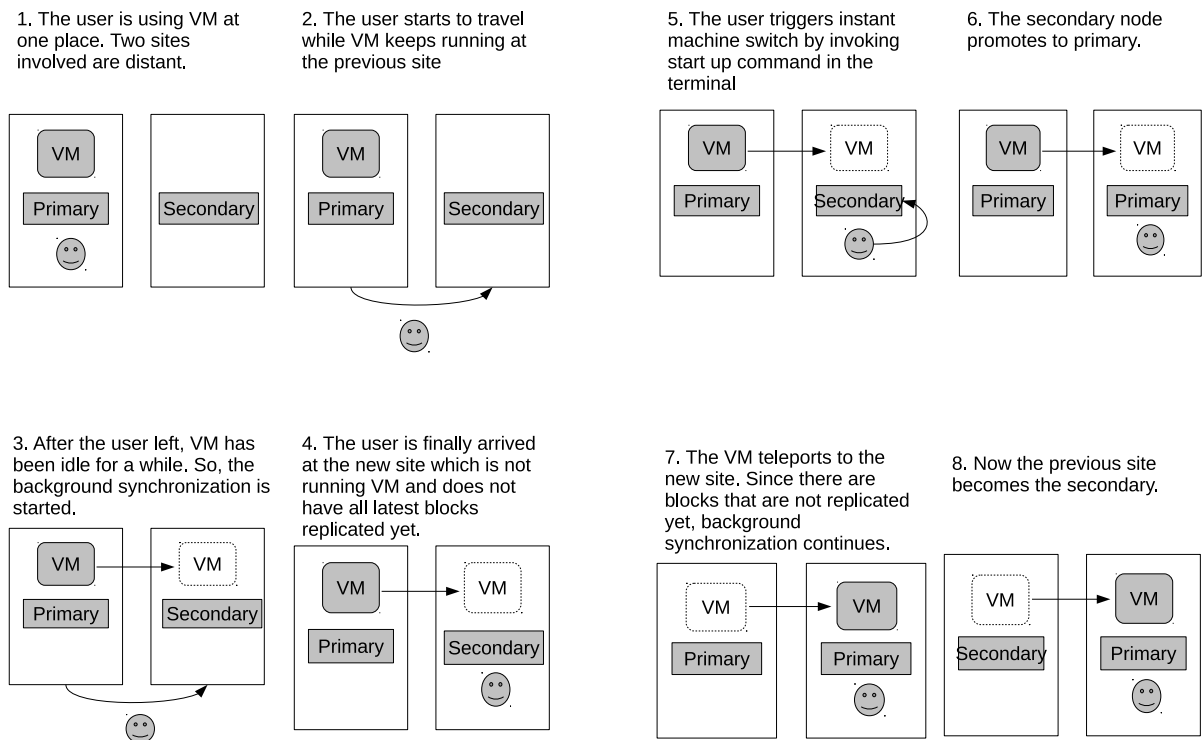 1. The user is using VM at
one place. Two sites
involved are distant.
VM
Primary
Secondary
2. The user starts to travel
while VM keeps running at
the previous site
VM
Primary
Secondary
3. After the user left, VM has
been idle for a while. So, the
background synchronization is
started.
VM
VM
Primary
Secondary
4. The user is finally arrived
at the new site which is not
running VM and does not
have all latest blocks
replicated yet.
VM
VM
Primary
Secondary
5. The user triggers instant
machine switch by invoking
start up command in the
terminal
VM
VM
Primary
Secondary
6. The secondary node
promotes to primary.
VM
VM
Primary
Primary
7. The VM teleports to the
new site. Since there are
blocks that are not replicated
yet, background
synchronization continues.
VM
VM
Primary
Primary
8. Now the previous site
becomes the secondary.
VM
VM
Secondary
Primary